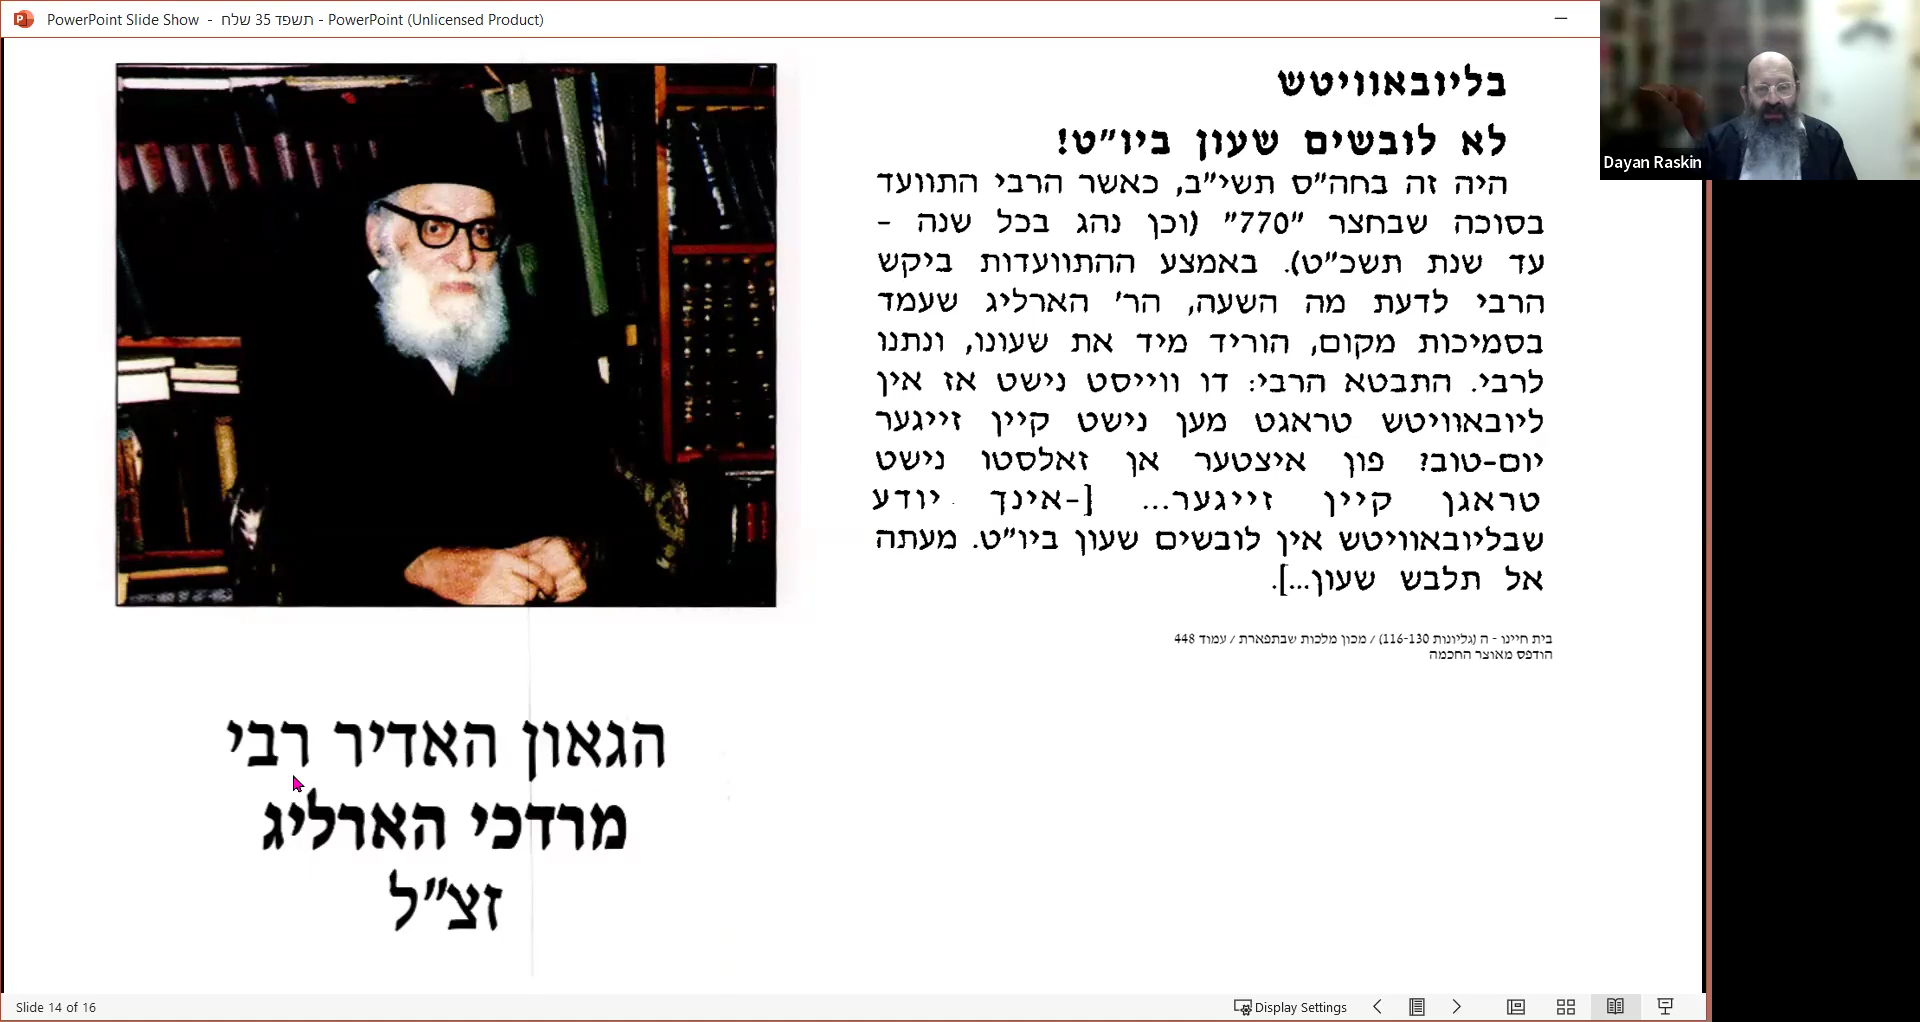 PowerPoint Slide Show - תשפד 35 שלח - PowerPoint (Unlicensed Product)
Dayan Raskin
בליובאוויטש
לא לובשים שעון ביו"ט!
היה זה בחה"ס תשי"ב, כאשר הרבי התוועד
בסוכה שבחצר "770" (וכן נהג בכל שנה –
עד שנת תשכ"ט). באמצע ההתוועדות ביקש
הרבי לדעת מה השעה, הר' הארליג שעמד
בסמיכות מקום, הוריד מיד את שעונו, ונתנו
לרבי. התבטא הרבי: דו ווייסט נישט אז אין
ליובאוויטש טראגט מען נישט קיין זייגער
יום-טוב? פון איצטער אן זאלסטו נישט
טראגן קיין זייגער... [-אינך יודע
שבליובאוויטש אין לובשים שעון ביו"ט. מעתה
אל תלבש שעון...].
בית חיינו - ה (גליונות 116-130) / מכון מלכות שבתפארת / עמוד 448
הודפס מאוצר החכמה
הגאון האדיר רבי
מרדכי הארליג
זצ"ל
Slide 14 of 16
Display Settings